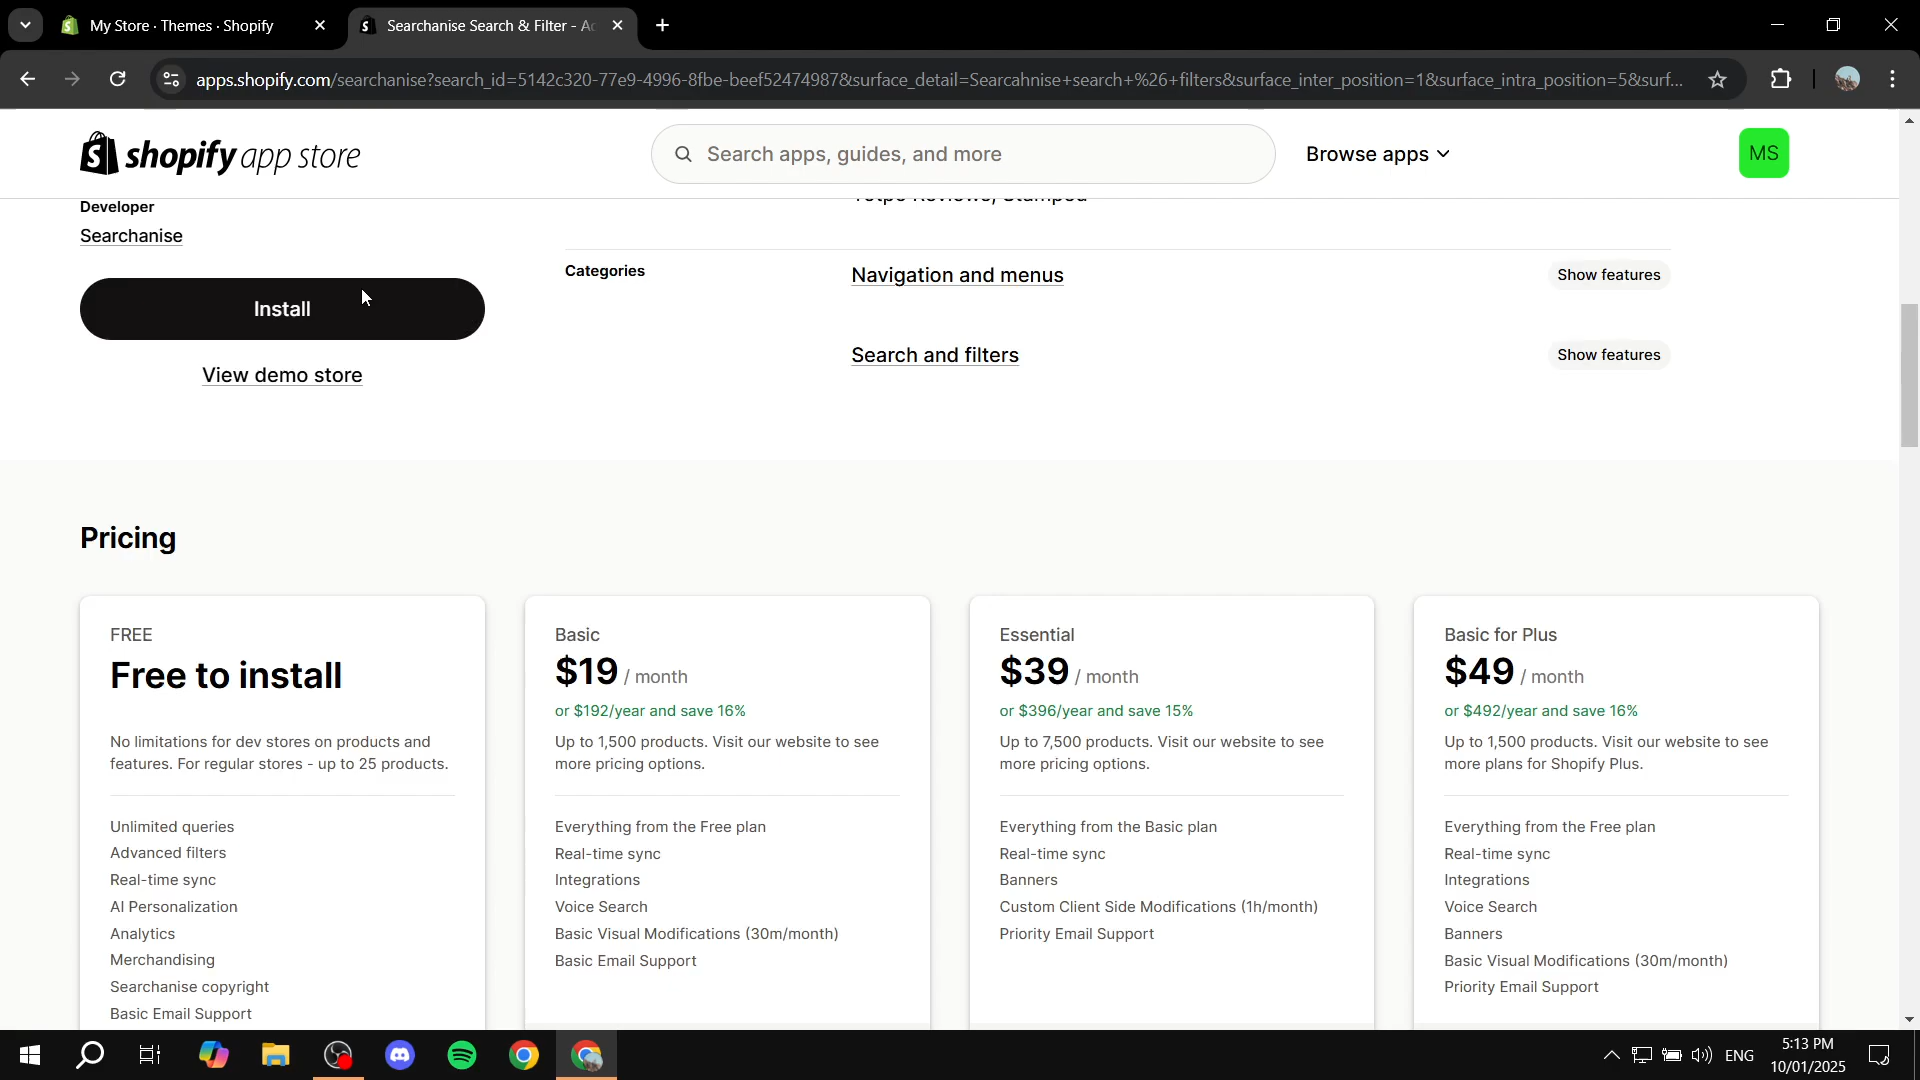 My Store · Themes · Shopify
Searchanise Search & Filter - Ac
apps.shopify.com/searchanise?search_id=5142c320-77e9-4996-8fbe-beef52474987&surface_detail=Searcahnise+search+%26+filters&surface_inter_position=1&surface_intra_position=5&surf...
shopify app store
Search apps, guides, and more
Browse apps
MS
Developer
Searchanise
Install
View demo store
Yotpo Reviews, Stamped
Categories
Navigation and menus
Show features
Search and filters
Show features
Pricing
FREE
Free to install
No limitations for dev stores on products and
features. For regular stores - up to 25 products.
Unlimited queries
Advanced filters
Real-time sync
AI Personalization
Analytics
Merchandising
Searchanise copyright
Basic Email Support
Basic
$19 / month
or $192/year and save 16%
Up to 1,500 products. Visit our website to see
more pricing options.
Everything from the Free plan
Real-time sync
Integrations
Voice Search
Basic Visual Modifications (30m/month)
Basic Email Support
Essential
$39 / month
or $396/year and save 15%
Up to 7,500 products. Visit our website to see
more pricing options.
Everything from the Basic plan
Real-time sync
Banners
Custom Client Side Modifications (1h/month)
Priority Email Support
Basic for Plus
$49 / month
or $492/year and save 16%
Up to 1,500 products. Visit our website to see
more plans for Shopify Plus.
Everything from the Free plan
Real-time sync
Integrations
Voice Search
Banners
Basic Visual Modifications (30m/month)
Priority Email Support
ENG
5:13 PM
10/01/2025